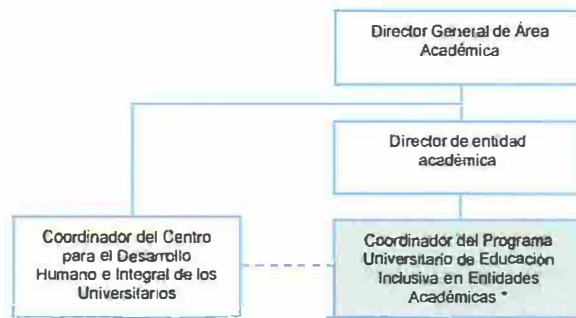 Director General de Área
Académica
Director de entidad
académica
Coordinador del Centro
para el Desarrollo
Humano e Integral de los
Universitarios
Coordinador del Programa
Universitario de Educación
Inclusiva en Entidades
Académicas *